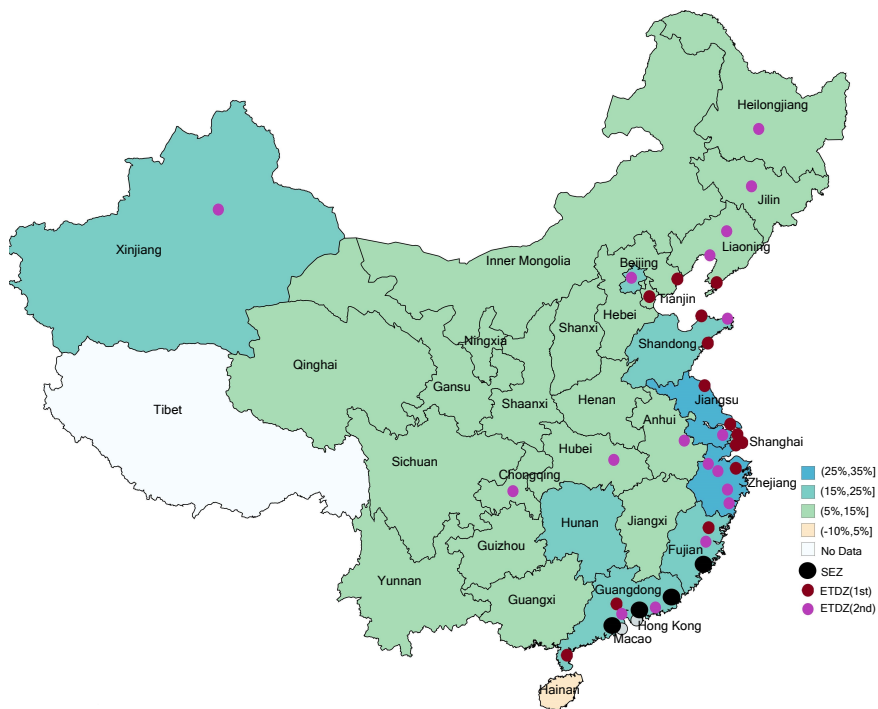 Heilongjiang
Jilin
Liaoning
Inner Mongolia
Beijing
Xinjiang
Tianjin
Hebei
Shanxi
Ningxia
Shandong
Qinghai
Gansu
Jiangsu
Shaanxi
Henan
Tibet
Anhui
Shanghai
Hubei
Sichuan
Chongqing
Zhejiang
Hunan
Jiangxi
Guizhou
Fujian
Yunnan
Guangxi
Guangdong
Hong Kong
Macao
Hainan
(25%,35%]
(15%,25%]
(5%,15%]
(-10%,5%]
No Data
SEZ
ETDZ(1st)
ETDZ(2nd)